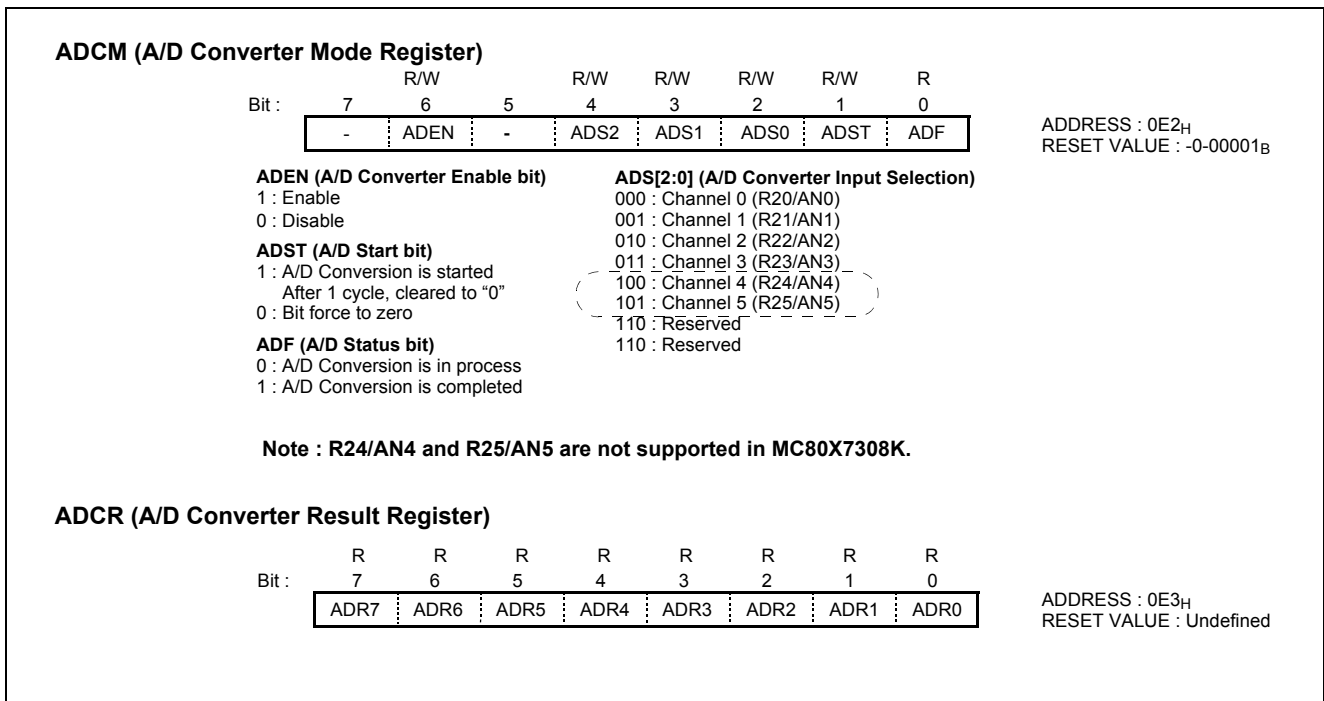 ADCM (A/D Converter Mode Register)
R/W R/W R/W R/W R/W R
Bit : 7 6 5 4 3 2 1 0
- ADEN - ADS2 ADS1 ADS0 ADST ADF
ADDRESS : 0E2H
RESET VALUE : -0-00001B
ADEN (A/D Converter Enable bit)
1 : Enable
0 : Disable
ADST (A/D Start bit)
1 : A/D Conversion is started
After 1 cycle, cleared to “0”
0 : Bit force to zero
ADF (A/D Status bit)
0 : A/D Conversion is in process
1 : A/D Conversion is completed
ADS[2:0] (A/D Converter Input Selection)
000 : Channel 0 (R20/AN0)
001 : Channel 1 (R21/AN1)
010 : Channel 2 (R22/AN2)
011 : Channel 3 (R23/AN3)
100 : Channel 4 (R24/AN4)
101 : Channel 5 (R25/AN5)
110 : Reserved
110 : Reserved
Note : R24/AN4 and R25/AN5 are not supported in MC80X7308K.
ADCR (A/D Converter Result Register)
R R R R R R R R
Bit : 7 6 5 4 3 2 1 0
ADR7 ADR6 ADR5 ADR4 ADR3 ADR2 ADR1 ADR0
ADDRESS : 0E3H
RESET VALUE : Undefined